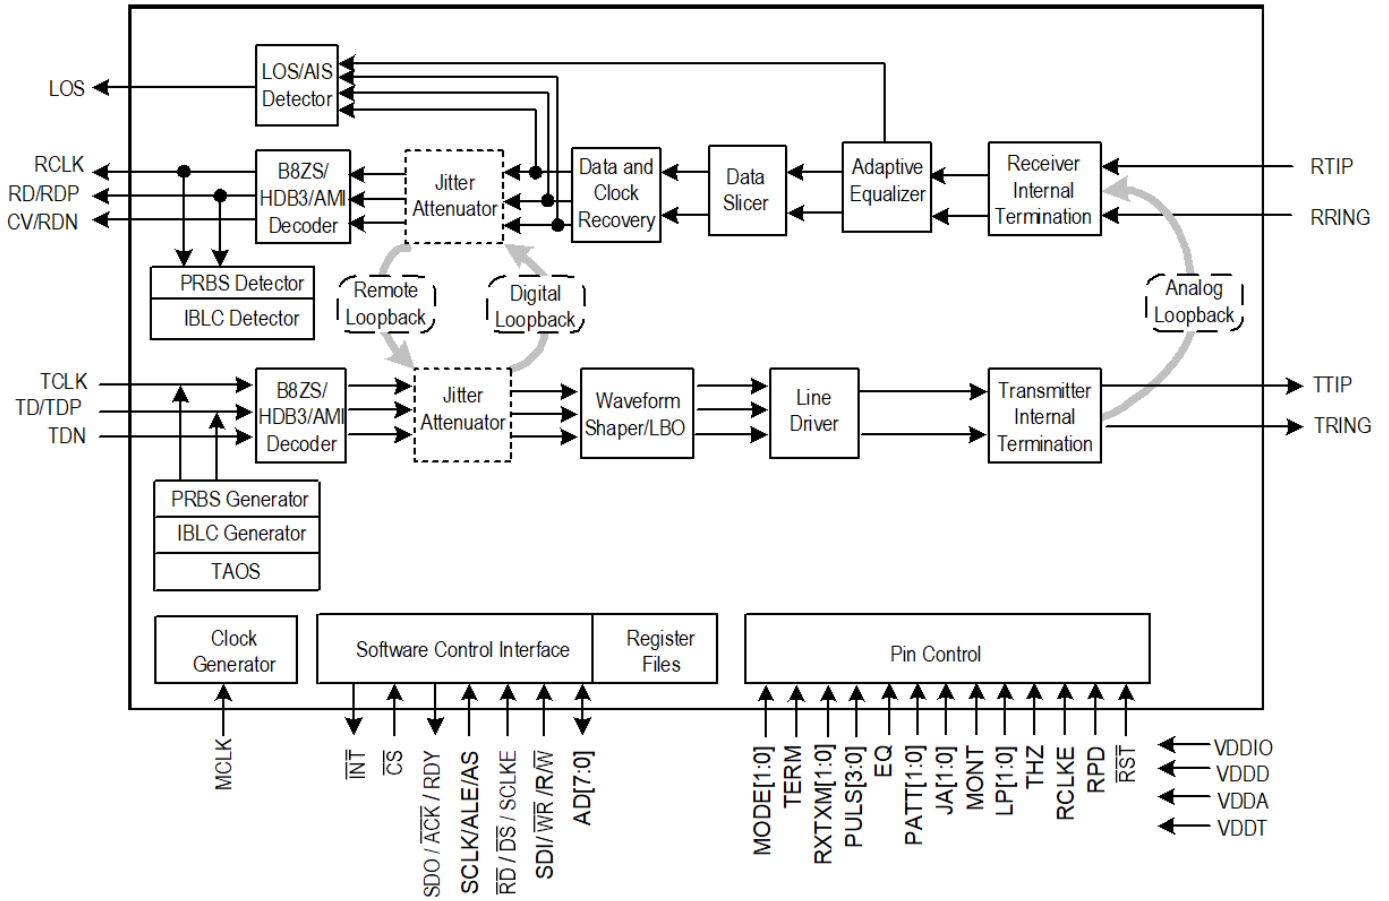 LOS
LOS/AIS
Detector
RCLK
RD/RDP
CV/RDN
B8ZS/
HDB3/AMI
Decoder
Jitter
Attenuator
Data and
Clock
Recovery
Data
Slicer
Adaptive
Equalizer
Receiver
Internal
Termination
RTIP
RRING
PRBS Detector
IBLC Detector
Remote
Loopback
Digital
Loopback
Analog
Loopback
TCLK
TD/TDP
TDN
B8ZS/
HDB3/AMI
Decoder
Jitter
Attenuator
Waveform
Shaper/LBO
Line
Driver
Transmitter
Internal
Termination
TTIP
TRING
PRBS Generator
IBLC Generator
TAOS
Clock
Generator
Software Control Interface
Register
Files
Pin Control
MCLK
INT
CS
SDO / ACK / RDY
SCLK/ALE/AS
RD / DS / SCLKE
SDI/ WR /R/W
AD[7:0]
MODE[1:0]
TERM
RXTXM[1:0]
PULS[3:0]
EQ
PATT[1:0]
JA[1:0]
MONT
LP[1:0]
THZ
RCLKE
RPD
RST
VDDIO
VDDD
VDDA
VDDT